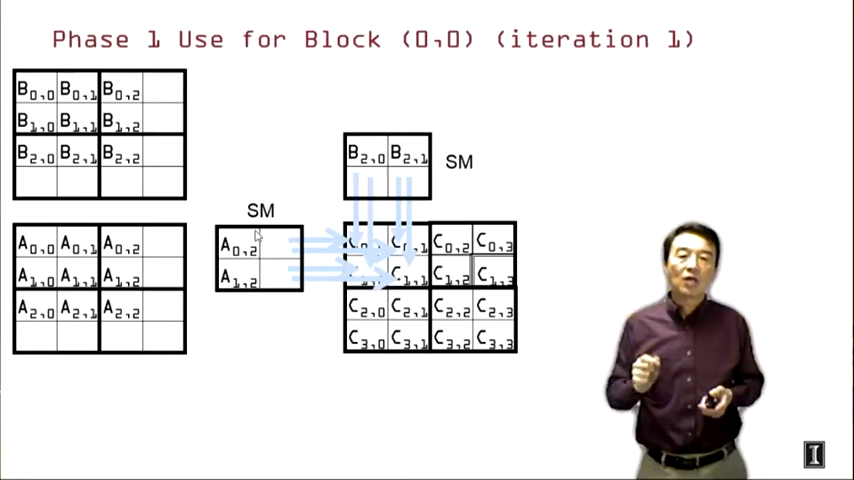 Phase 1 Use for Block (0,0) (iteration 1)
B0,0 B0,1 B0,2
B1,0 B1,1 B1,2
B2,0 B2,1 B2,2
B2,0 B2,1
SM
SM
A0,0 A0,1 A0,2
A1,0 A1,1 A1,2
A2,0 A2,1 A2,2
A0,2
A1,2
C0,1 C0,2 C0,3
C1,1 C1,2 C1,3
C2,0 C2,1 C2,2 C2,3
C3,0 C3,1 C3,2 C3,3
I